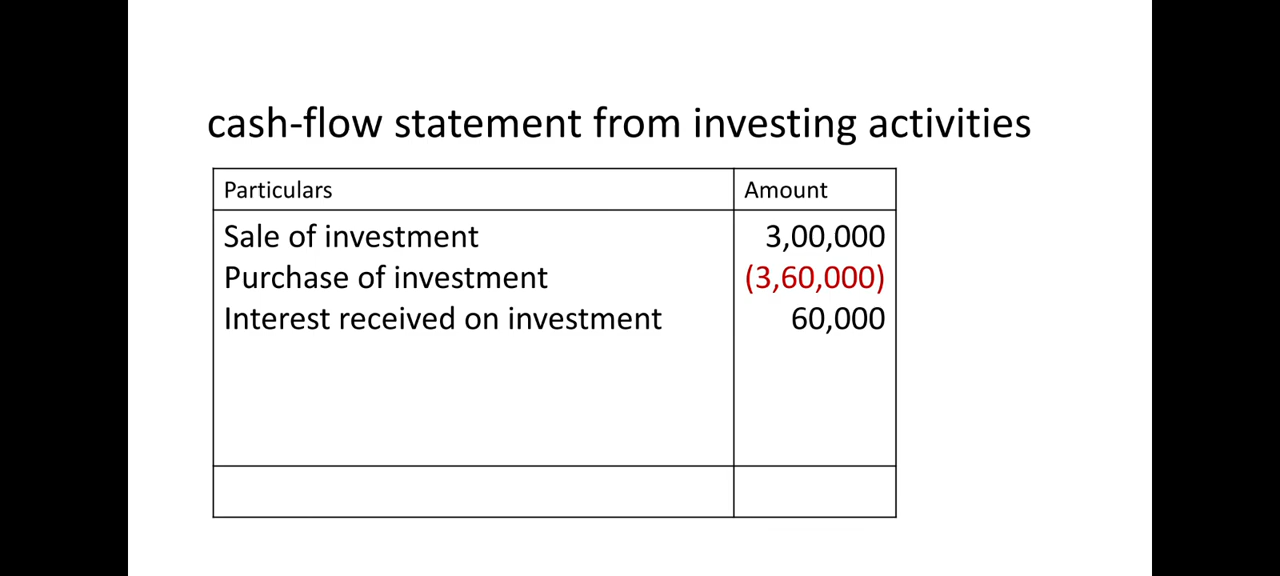 cash-flow statement from investing activities
Particulars Amount
Sale of investment 3,00,000
Purchase of investment (3,60,000)
Interest received on investment 60,000